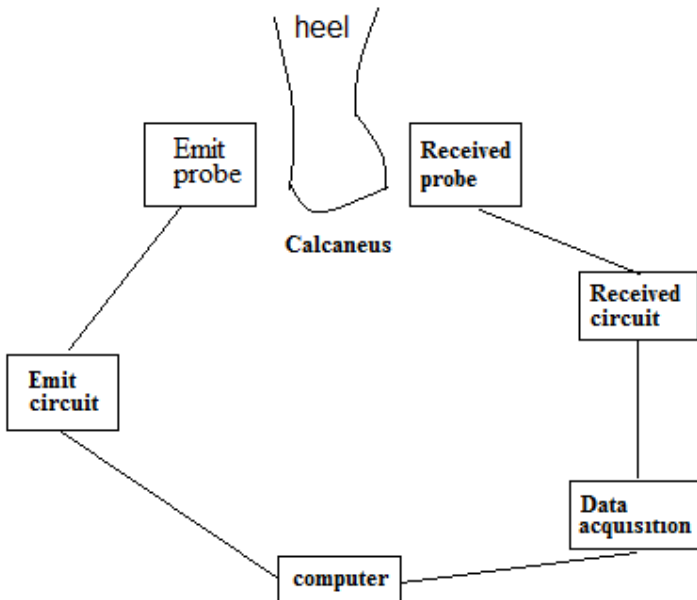 heel
Emit
probe
Received
probe
Calcaneus
Received
circuit
Emit
circuit
Data
acquisition
computer